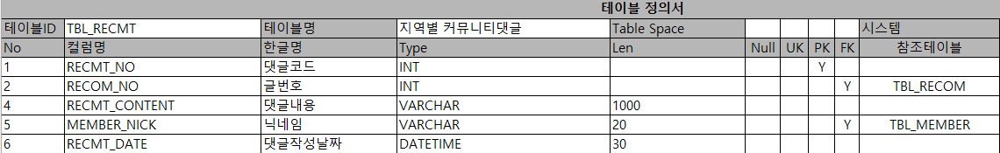 테이블 정의서
테이블ID TBL_RECMT 테이블명 지역별 커뮤니티댓글 Table Space 시스템
No 컬럼명 한글명 Type Len Null UK PK FK 참조테이블
1 RECMT_NO 댓글코드 INT Y
2 RECOM_NO 글번호 INT Y TBL_RECOM
4 RECMT_CONTENT 댓글내용 VARCHAR 1000
5 MEMBER_NICK 닉네임 VARCHAR 20 Y TBL_MEMBER
6 RECMT_DATE 댓글작성날짜 DATETIME 30